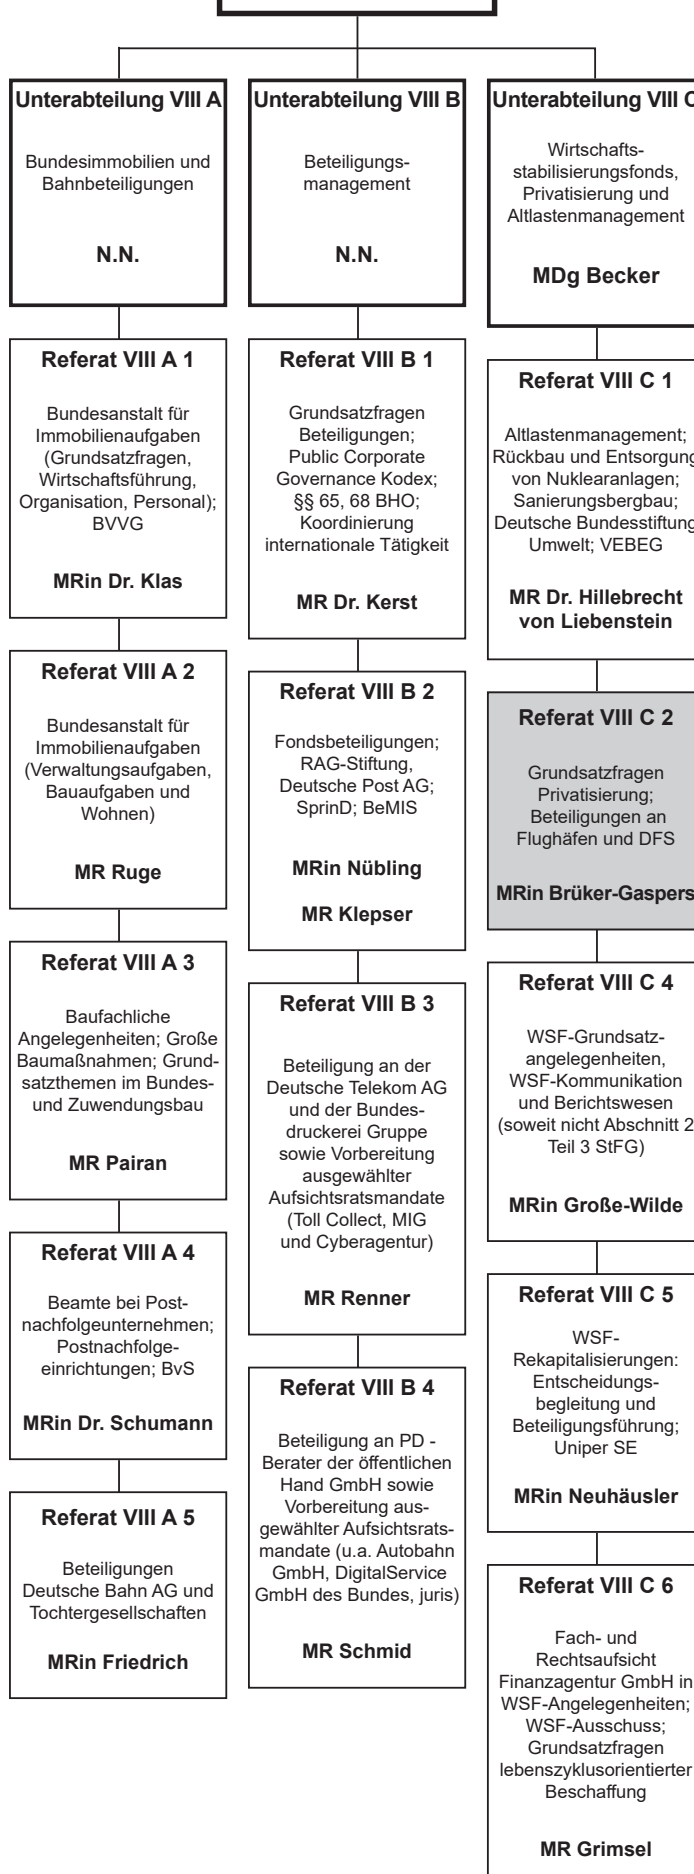 Unterabteilung VIII A
Bundesimmobilien und
Bahnbeteiligungen
N.N.
Referat VIII A 1
Bundesanstalt für
Immobilienaufgaben
(Grundsatzfragen,
Wirtschaftsführung,
Organisation, Personal);
BVVG
MRin Dr. Klas
Referat VIII A 2
Bundesanstalt für
Immobilienaufgaben
(Verwaltungsaufgaben,
Bauaufgaben und
Wohnen)
MR Ruge
Referat VIII A 3
Baufachliche
Angelegenheiten; Große
Baumaßnahmen; Grund-
satzthemen im Bundes-
und Zuwendungsbau
MR Pairan
Referat VIII A 4
Beamte bei Post-
nachfolgeunternehmen;
Postnachfolge-
einrichtungen; BvS
MRin Dr. Schumann
Referat VIII A 5
Beteiligungen
Deutsche Bahn AG und
Tochtergesellschaften
MRin Friedrich
Unterabteilung VIII B
Beteiligungs-
management
N.N.
Referat VIII B 1
Grundsatzfragen
Beteiligungen;
Public Corporate
Governance Kodex;
§§ 65, 68 BHO;
Koordinierung
internationale Tätigkeit
MR Dr. Kerst
Referat VIII B 2
Fondsbeteiligungen;
RAG-Stiftung,
Deutsche Post AG;
SprinD; BeMIS
MRin Nübling
MR Klepser
Referat VIII B 3
Beteiligung an der
Deutsche Telekom AG
und der Bundes-
druckerei Gruppe
sowie Vorbereitung
ausgewählter
Aufsichtsratsmandate
(Toll Collect, MIG
und Cyberagentur)
MR Renner
Referat VIII B 4
Beteiligung an PD -
Berater der öffentlichen
Hand GmbH sowie
Vorbereitung aus-
gewählter Aufsichtsrats-
mandate (u.a. Autobahn
GmbH, DigitalService
GmbH des Bundes, juris)
MR Schmid
Unterabteilung VIII C
Wirtschafts-
stabilisierungsfonds,
Privatisierung und
Altlastenmanagement
MDg Becker
Referat VIII C 1
Altlastenmanagement;
Rückbau und Entsorgung
von Nuklearanlagen;
Sanierungsbergbau;
Deutsche Bundesstiftung
Umwelt; VEBEG
MR Dr. Hillebrecht
von Liebenstein
Referat VIII C 2
Grundsatzfragen
Privatisierung;
Beteiligungen an
Flughäfen und DFS
MRin Brüker-Gaspers
Referat VIII C 4
WSF-Grundsatz-
angelegenheiten,
WSF-Kommunikation
und Berichtswesen
(soweit nicht Abschnitt 2
Teil 3 StFG)
MRin Große-Wilde
Referat VIII C 5
WSF-
Rekapitalisierungen:
Entscheidungs-
begleitung und
Beteiligungsführung;
Uniper SE
MRin Neuhäusler
Referat VIII C 6
Fach- und
Rechtsaufsicht
Finanzagentur GmbH in
WSF-Angelegenheiten;
WSF-Ausschuss;
Grundsatzfragen
lebenszyklusorientierter
Beschaffung
MR Grimsel